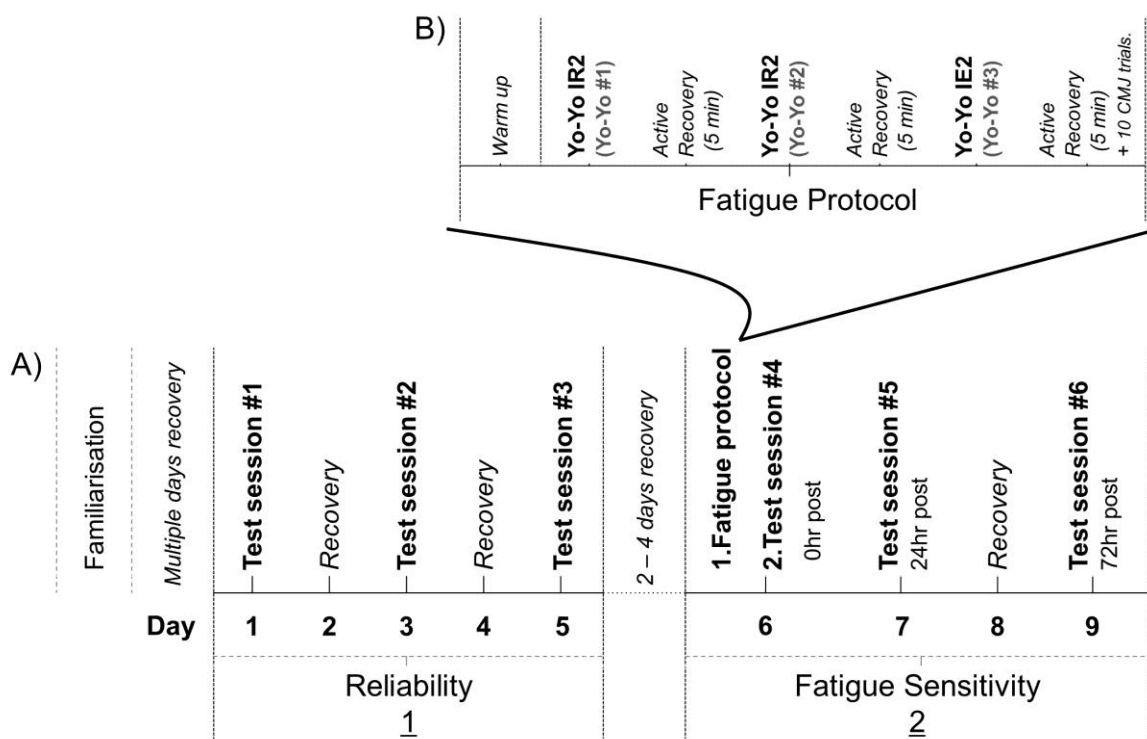 B)
Warm up
Yo-Yo IR2
(Yo-Yo #1)
Active
Recovery
(5 min)
Yo-Yo IR2
(Yo-Yo #2)
Active
Recovery
(5 min)
Yo-Yo IE2
(Yo-Yo #3)
Active
Recovery
(5 min)
+ 10 CMJ trials.
Fatigue Protocol
A)
Familiarisation
Multiple days recovery
Test session #1
Recovery
Test session #2
Recovery
Test session #3
2 – 4 days recovery
1.Fatigue protocol
2.Test session #4
0hr post
Test session #5
24hr post
Recovery
Test session #6
72hr post
Day 1 2 3 4 5 6 7 8 9
Reliability
1
Fatigue Sensitivity
2